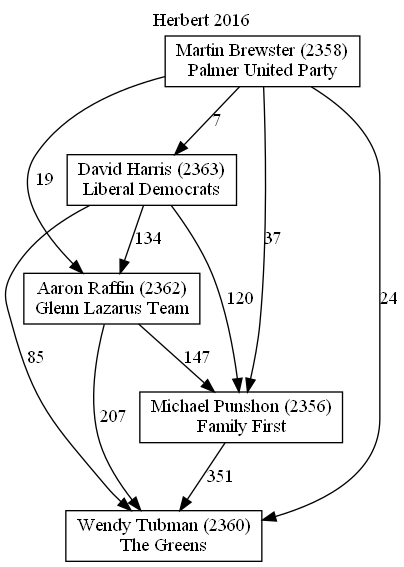 Herbert 2016
Martin Brewster (2358)
Palmer United Party
7
David Harris (2363)
Liberal Democrats
19
134
37
Aaron Raffin (2362)
Glenn Lazarus Team
120
24
85
147
207
Michael Punshon (2356)
Family First
351
Wendy Tubman (2360)
The Greens